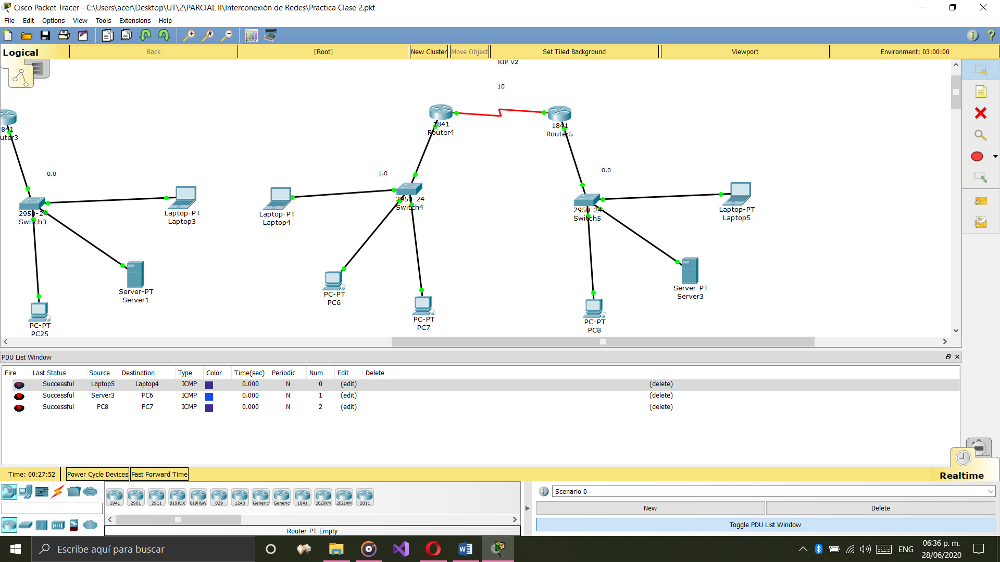 Cisco Packet Tracer - C:\Users\acer\Desktop\UT\2\PARCIAL II\Interconexión de Redes\Practica Clase 2.pkt
File Edit Options View Tools Extensions Help
Logical Back [Root] New Cluster Move Object Set Tiled Background Viewport Environment: 03:00:00
RIP V2
10
1841
Router4
1841
Router5
841
uter3
0.0
1.0
0.0
2950-24
Switch3
Laptop-PT
Laptop3
Laptop-PT
Laptop4
2950-24
Switch4
2950-24
Switch5
Laptop-PT
Laptop5
Server-PT
Server1
PC-PT
PC6
Server-PT
Server3
PC-PT
PC25
PC-PT
PC7
PC-PT
PC8
PDU List Window
Fire Last Status Source Destination Type Color Time(sec) Periodic Num Edit Delete
Successful Laptop5 Laptop4 ICMP 0.000 N 0 (edit) (delete)
Successful Server3 PC6 ICMP 0.000 N 1 (edit) (delete)
Successful PC8 PC7 ICMP 0.000 N 2 (edit) (delete)
Time: 00:27:52 Power Cycle Devices Fast Forward Time Realtime
1941 2901 2911 819IOX 819HGW 829 1240 Generic Generic 1841 2620XM 2621XM 2811
Router-PT-Empty
Scenario 0
New Delete
Toggle PDU List Window
Escribe aquí para buscar
ENG
06:36 p. m.
28/06/2020